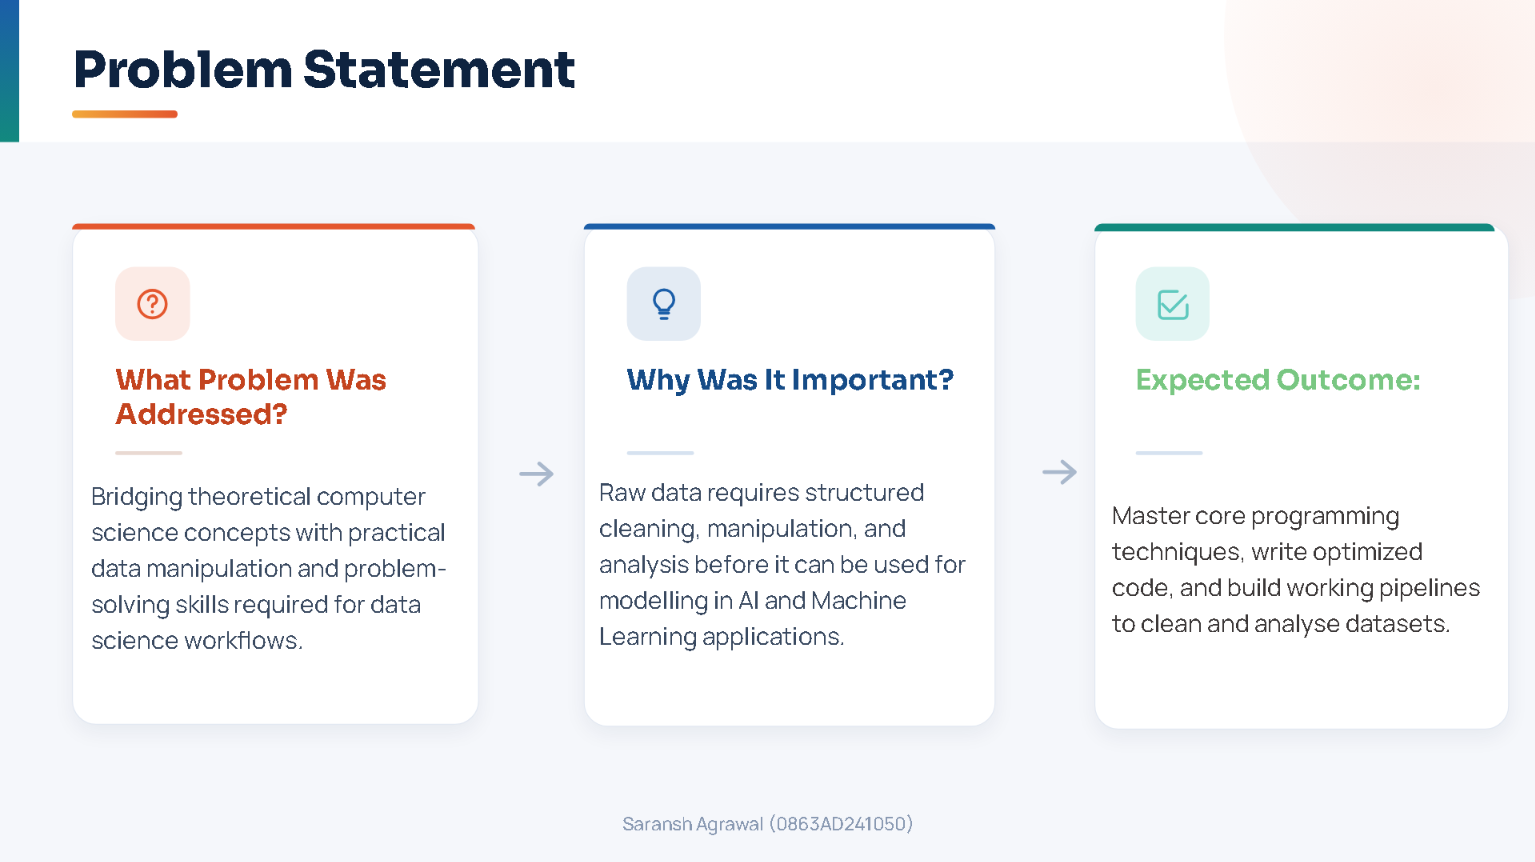 Problem Statement
What Problem Was
Addressed?
Bridging theoretical computer
science concepts with practical
data manipulation and problem-
solving skills required for data
science workflows.
Why Was It Important?
Raw data requires structured
cleaning, manipulation, and
analysis before it can be used for
modelling in AI and Machine
Learning applications.
Expected Outcome:
Master core programming
techniques, write optimized
code, and build working pipelines
to clean and analyse datasets.
Saransh Agrawal (0863AD241050)